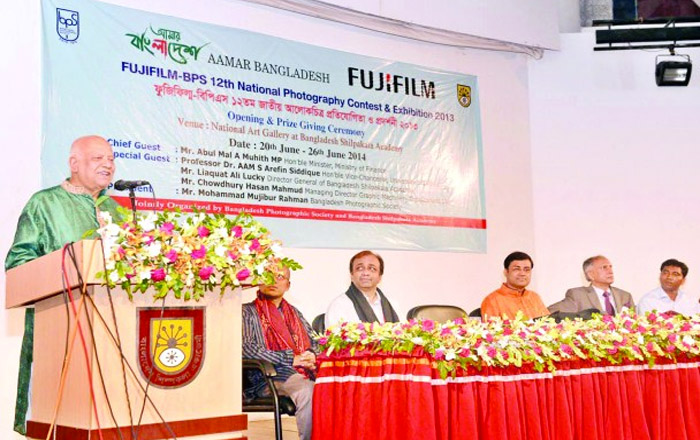 bps
আমার
বাংলাদেশ
AAMAR BANGLADESH
FUJIFILM
FUJIFILM-BPS 12th National Photography Contest & Exhibition 2013
ফুজিফিল্ম-বিপিএস ১২তম জাতীয় আলোকচিত্র প্রতিযোগিতা ও প্রদর্শনী ২০১৩
Opening & Prize Giving Ceremony
Venue : National Art Gallery at Bangladesh Shilpakala Academy
Date : 20th June - 26th June 2014
Chief Guest : Mr. Abul Mal A Muhith MP Hon'ble Minister, Ministry of Finance
Special Guest : Professor Dr. AAM S Arefin Siddique Hon'ble Vice-Chancellor
Mr. Liaquat Ali Lucky Director General of Bangladesh Shilpakala
Mr. Chowdhury Hasan Mahmud Managing Director
: Mr. Mohammad Mujibur Rahman Bangladesh Photographic Society
Jointly Organized by Bangladesh Photographic Society and Bangladesh Shilpakala